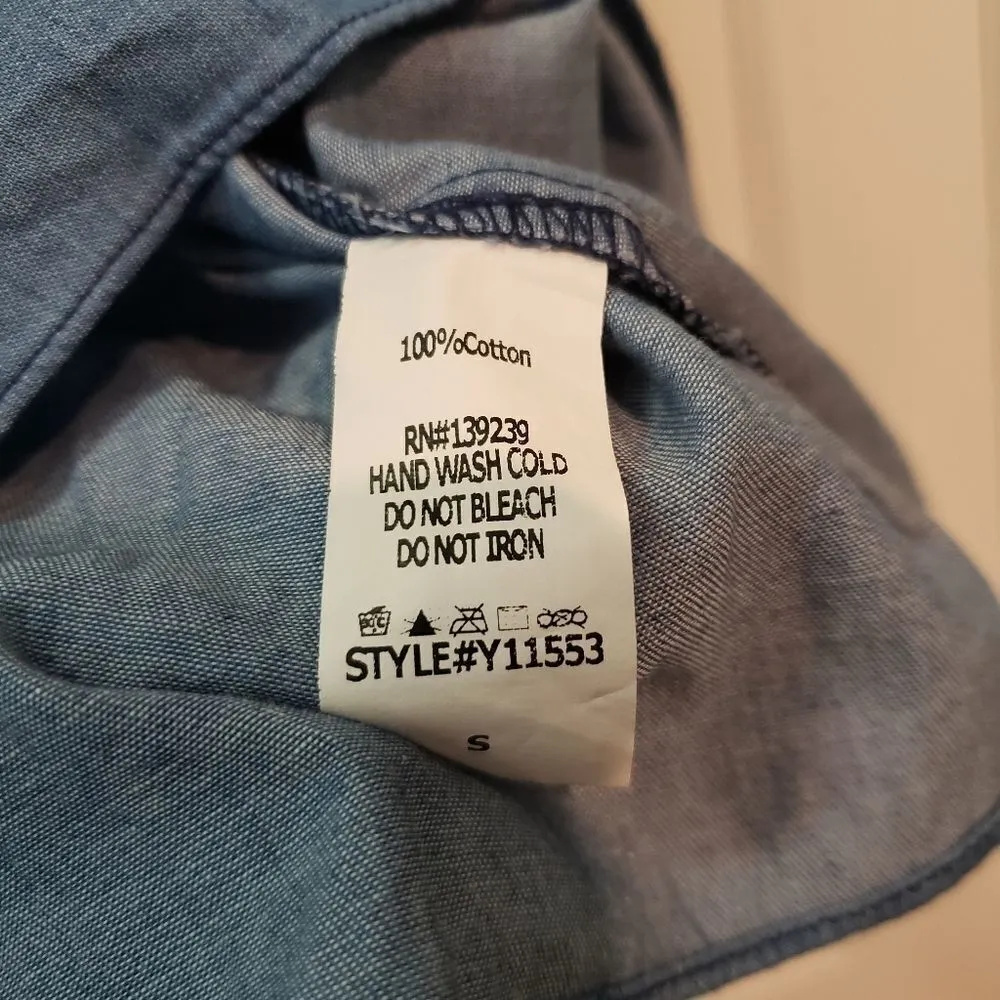 100%Cotton
RN#139239
HAND WASH COLD
DO NOT BLEACH
DO NOT IRON
STYLE#Y11553
S